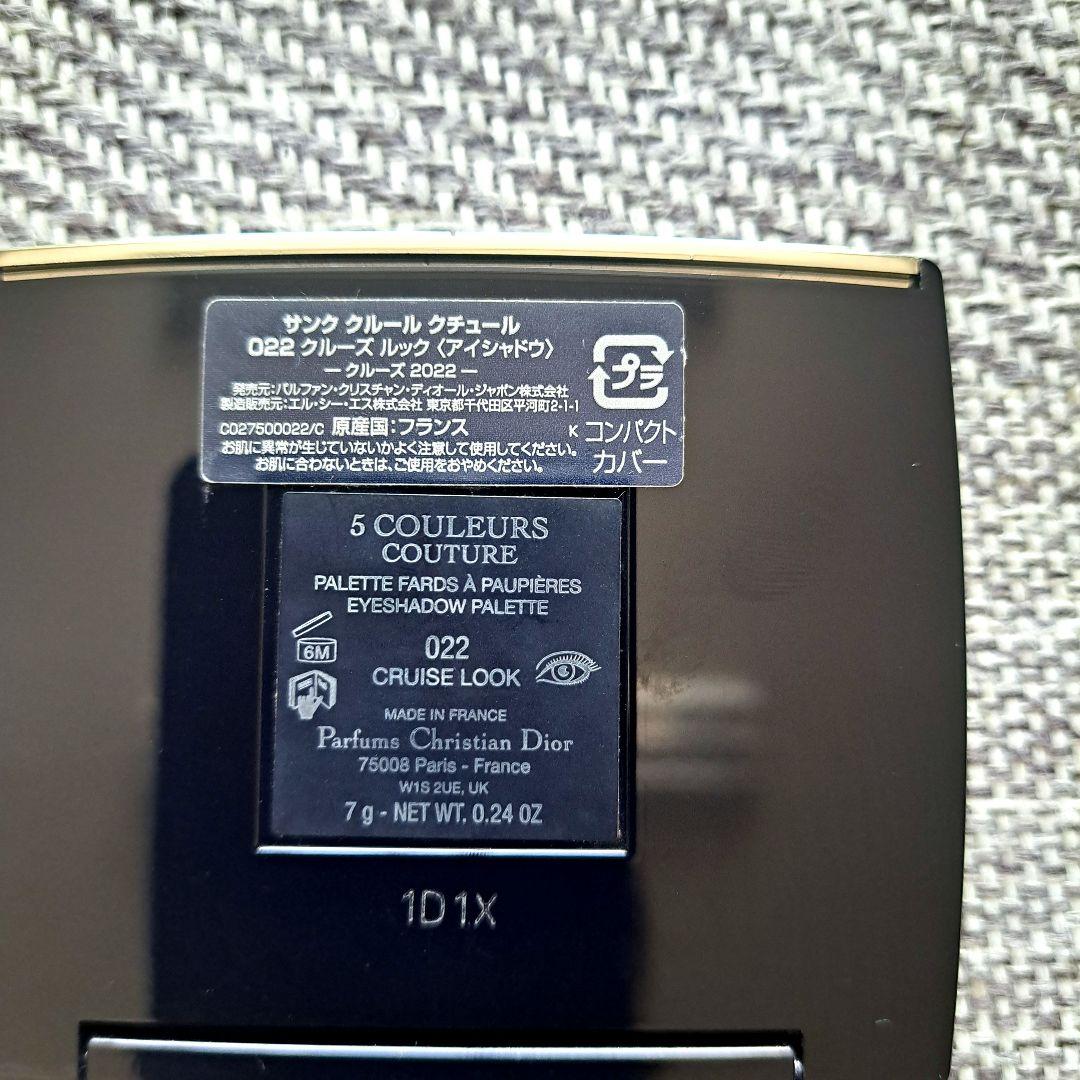 サンク クルール クチュール
022 クルーズ ルック〈アイシャドウ〉
― クルーズ 2022 ―
発売元：パルファン・クリスチャン・ディオール・ジャポン株式会社
製造販売元：エル・シー・エス株式会社 東京都千代田区平河町2-1-1
C027500022/C 原産国：フランス K
お肌に異常が生じていないかよく注意して使用してください。
お肌に合わないときは、ご使用をおやめください。
プラ
コンパクト
カバー
5 COULEURS
COUTURE
PALETTE FARDS À PAUPIÈRES
EYESHADOW PALETTE
6M
022
CRUISE LOOK
MADE IN FRANCE
Parfums Christian Dior
75008 Paris - France
W1S 2UE, UK
7 g - NET WT. 0.24 OZ
1D1X